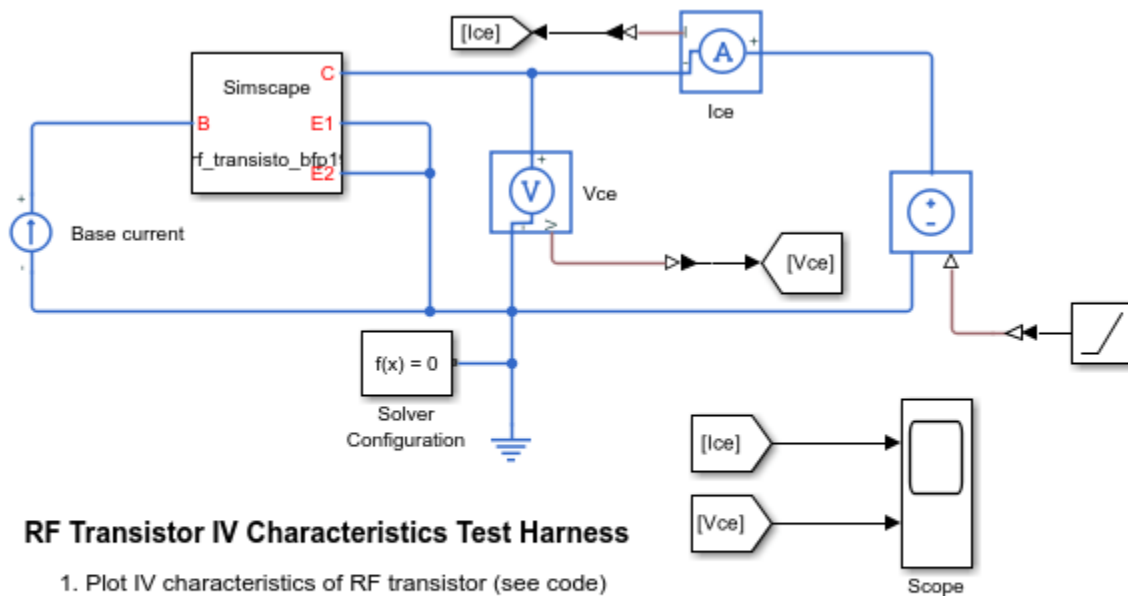 [Ice]
A
Ice
Simscape
C
B
E1
E2
V
Vce
Base current
[Vce]
f(x) = 0
Solver
Configuration
[Ice]
[Vce]
Scope
RF Transistor IV Characteristics Test Harness
1. Plot IV characteristics of RF transistor (see code)